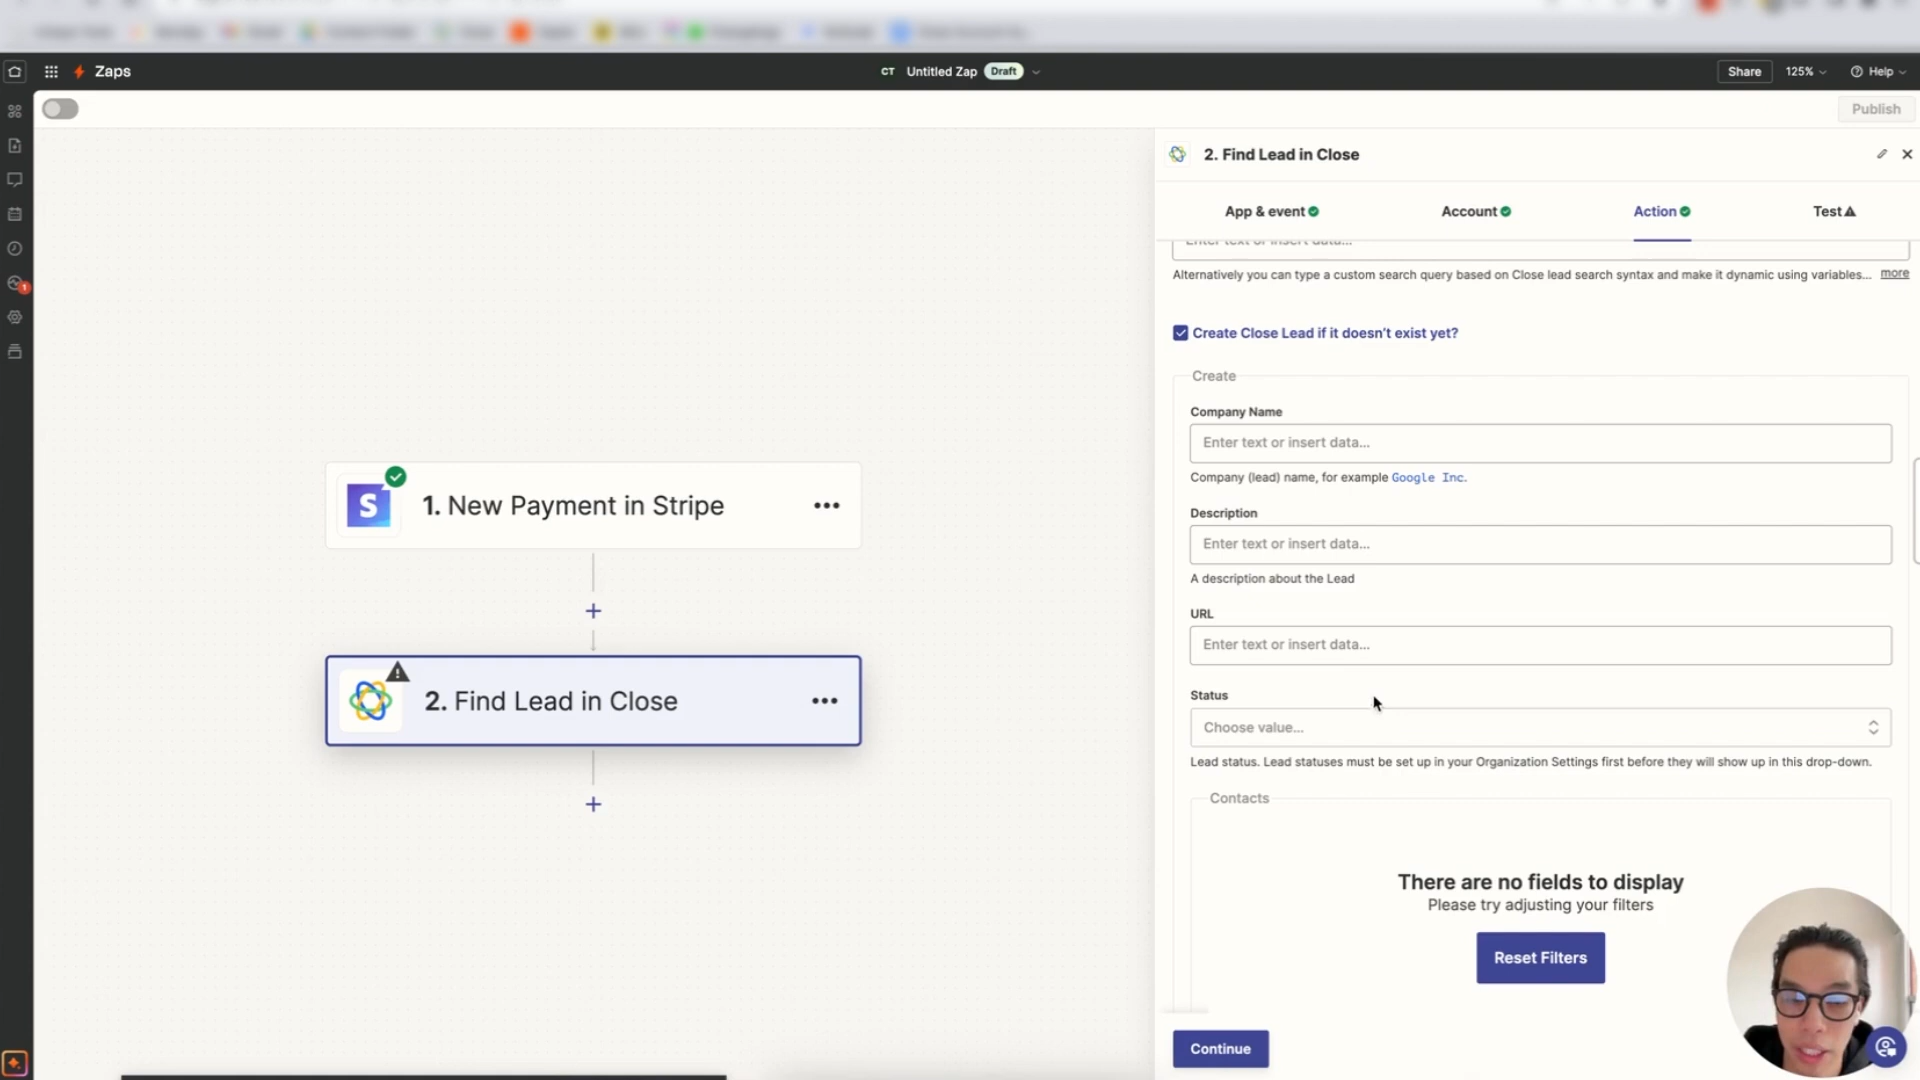 Zaps
CT Untitled Zap Draft
Share
125%
Help
Publish
1
2. Find Lead in Close
App & event
Account
Action
Test
Enter text or insert data...
Alternatively you can type a custom search query based on Close lead search syntax and make it dynamic using variables... more
Create Close Lead if it doesn't exist yet?
Create
Company Name
Enter text or insert data...
Company (lead) name, for example Google Inc.
Description
Enter text or insert data...
A description about the Lead
URL
Enter text or insert data...
Status
Choose value...
Lead status. Lead statuses must be set up in your Organization Settings first before they will show up in this drop-down.
Contacts
There are no fields to display
Please try adjusting your filters
Reset Filters
Continue
S
1. New Payment in Stripe
2. Find Lead in Close